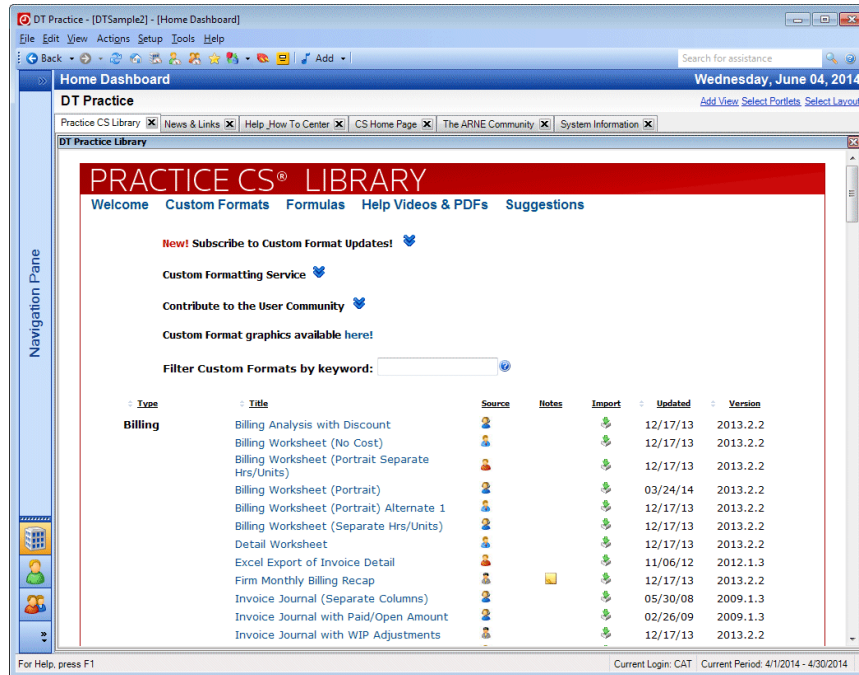 DT Practice - [DTSample2] - [Home Dashboard]
File Edit View Actions Setup Tools Help
Back Add Search for assistance
Home Dashboard Wednesday, June 04, 2014
DT Practice Add View Select Portlets Select Layout
Practice CS Library News & Links Help_How To Center CS Home Page The ARNE Community System Information
DT Practice Library
PRACTICE CS® LIBRARY
Welcome Custom Formats Formulas Help Videos & PDFs Suggestions
New! Subscribe to Custom Format Updates!
Custom Formatting Service
Contribute to the User Community
Custom Format graphics available here!
Filter Custom Formats by keyword:
Type Title Source Notes Import Updated Version
Billing Billing Analysis with Discount 12/17/13 2013.2.2
Billing Worksheet (No Cost) 12/17/13 2013.2.2
Billing Worksheet (Portrait Separate
Hrs/Units) 12/17/13 2013.2.2
Billing Worksheet (Portrait) 03/24/14 2013.2.2
Billing Worksheet (Portrait) Alternate 1 12/17/13 2013.2.2
Billing Worksheet (Separate Hrs/Units) 12/17/13 2013.2.2
Detail Worksheet 12/17/13 2013.2.2
Excel Export of Invoice Detail 11/06/12 2012.1.3
Firm Monthly Billing Recap 12/17/13 2013.2.2
Invoice Journal (Separate Columns) 05/30/08 2009.1.3
Invoice Journal with Paid/Open Amount 02/26/09 2009.1.3
Invoice Journal with WIP Adjustments 12/17/13 2013.2.2
Navigation Pane
For Help, press F1 Current Login: CAT Current Period: 4/1/2014 - 4/30/2014